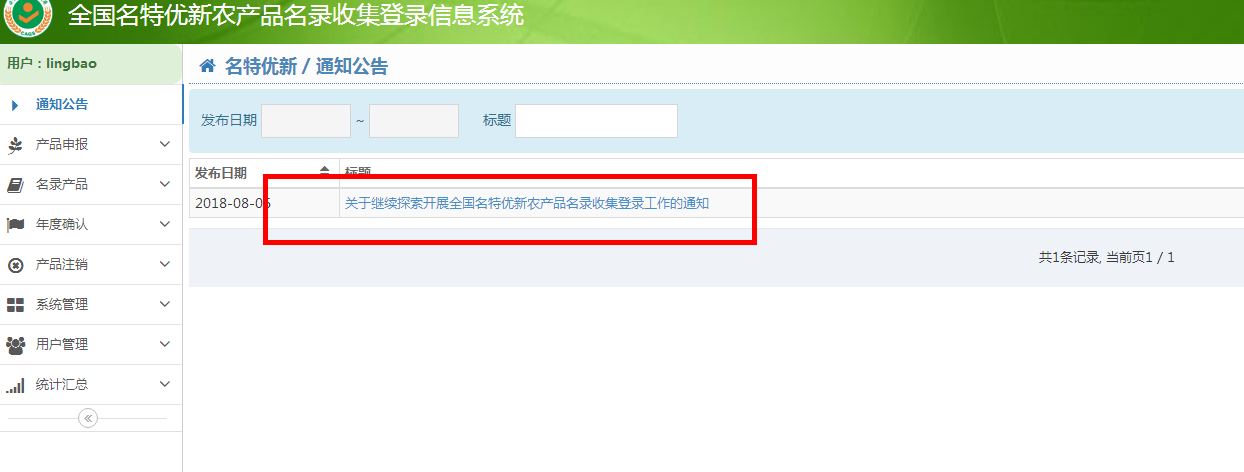 全国名特优新农产品名录收集登录信息系统
CAQS
用户：lingbao
通知公告
产品申报
名录产品
年度确认
产品注销
系统管理
用户管理
统计汇总
名特优新 / 通知公告
发布日期 ~ 标题
发布日期 标题
2018-08-06 关于继续探索开展全国名特优新农产品名录收集登录工作的通知
共1条记录, 当前页1 / 1